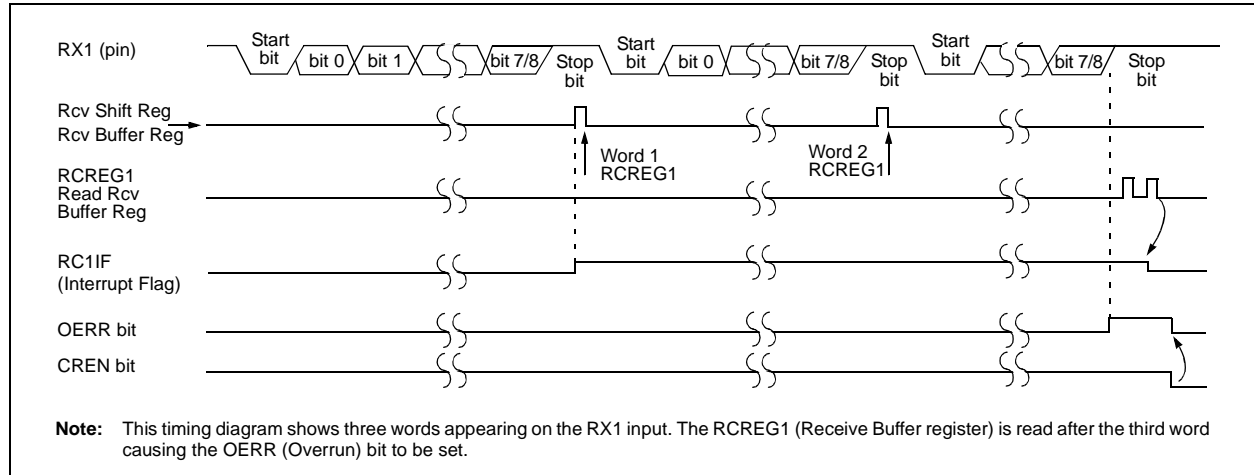 RX1 (pin)
Start bit
bit 0
bit 1
bit 7/8
Stop bit
Start bit
bit 0
bit 7/8
Stop bit
Start bit
bit 7/8
Stop bit
Rcv Shift Reg
Rcv Buffer Reg
Word 1
RCREG1
Word 2
RCREG1
RCREG1
Read Rcv
Buffer Reg
RC1IF
(Interrupt Flag)
OERR bit
CREN bit
Note: This timing diagram shows three words appearing on the RX1 input. The RCREG1 (Receive Buffer register) is read after the third word
causing the OERR (Overrun) bit to be set.